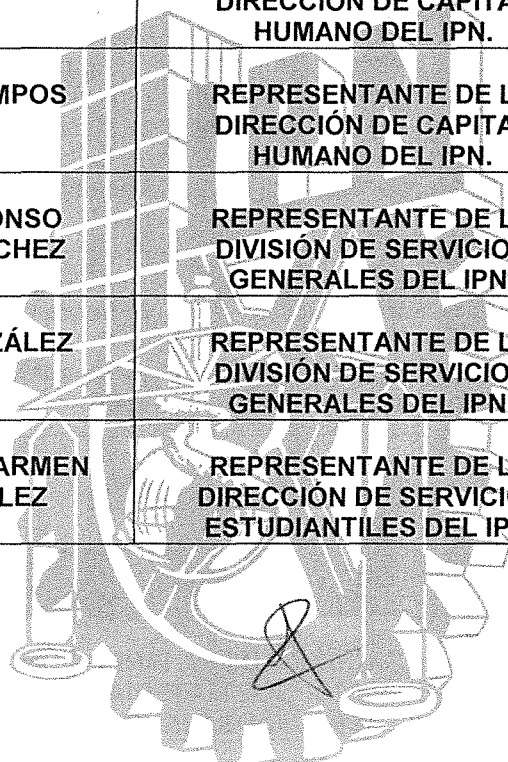 DIRECCIÓN DE CAPITA
HUMANO DEL IPN.
MPOS
REPRESENTANTE DE L
DIRECCIÓN DE CAPITA
HUMANO DEL IPN.
ONSO
CHEZ
REPRESENTANTE DE L
DIVISIÓN DE SERVICIO
GENERALES DEL IPN
ZÁLEZ
REPRESENTANTE DE L
DIVISIÓN DE SERVICIO
GENERALES DEL IPN
ARMEN
LEZ
REPRESENTANTE DE L
DIRECCIÓN DE SERVICI
ESTUDIANTILES DEL IP